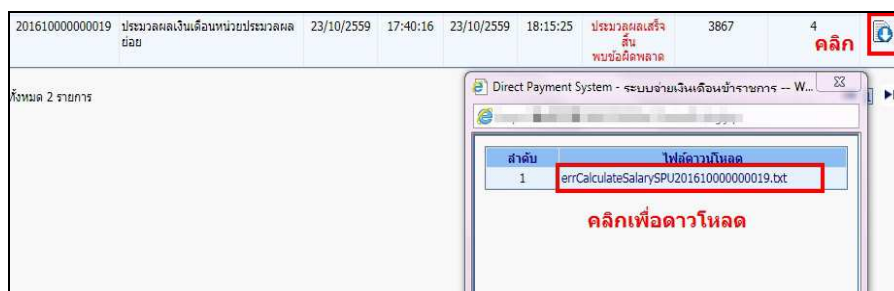 201610000000019 ประมวลผลเงินเดือนหน่วยประมวลผล 23/10/2559 17:40:16 23/10/2559 18:15:25 ประมวลผลเสร็จ 3867 4
ย่อย สิ้น
พบข้อผิดพลาด
คลิก
ทั้งหมด 2 รายการ
Direct Payment System - ระบบจ่ายเงินเดือนข้าราชการ -- W...
ลำดับ ไฟล์ดาวน์โหลด
1 errCalculateSalarySPU201610000000019.txt
คลิกเพื่อดาวโหลด